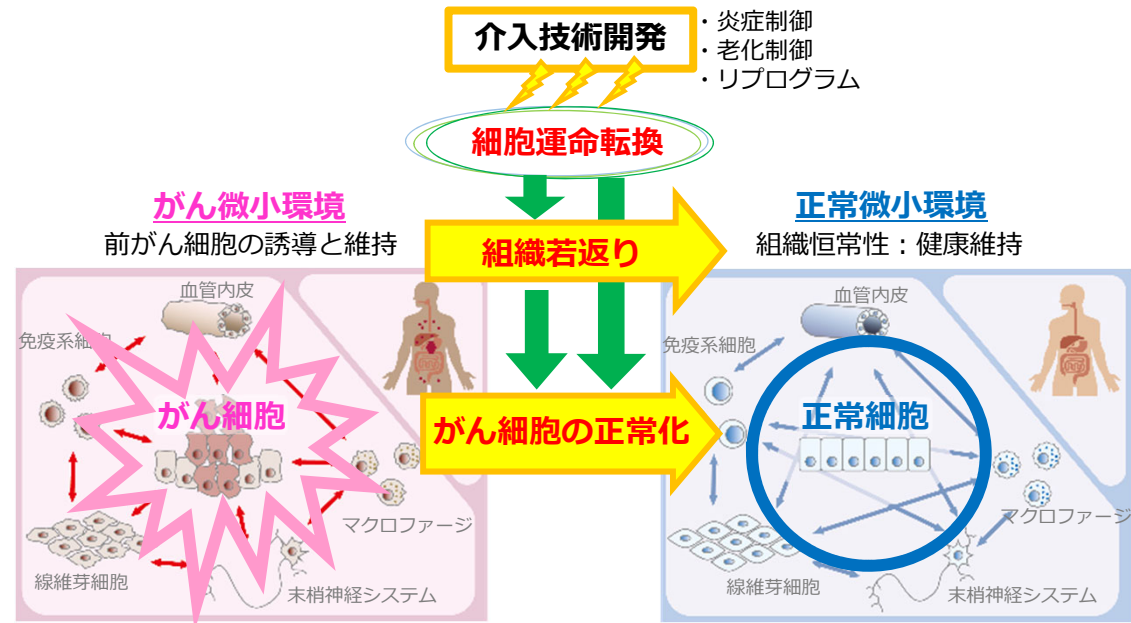 介入技術開発
・炎症制御
・老化制御
・リプログラム
細胞運命転換
がん微小環境
前がん細胞の誘導と維持
正常微小環境
組織恒常性：健康維持
組織若返り
がん細胞の正常化
血管内皮
免疫系細胞
がん細胞
マクロファージ
線維芽細胞
末梢神経システム
血管内皮
免疫系細胞
正常細胞
マクロファージ
線維芽細胞
末梢神経システム